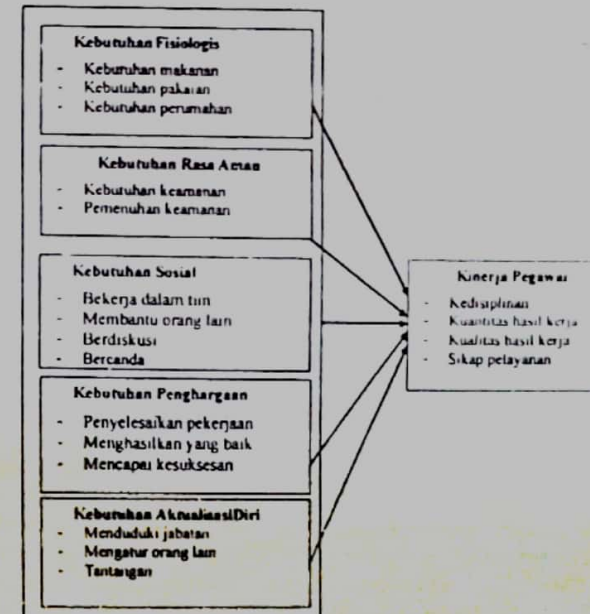 Kebutuhan Fisiologis
- Kebutuhan makanan
- Kebutuhan pakaian
- Kebutuhan perumahan
Kebutuhan Rasa Aman
- Kebutuhan keamanan
- Pemenuhan keamanan
Kebutuhan Sosial
- Bekerja dalam tim
- Membantu orang lain
- Berdiskusi
- Bercanda
Kebutuhan Penghargaan
- Penyelesaikan pekerjaan
- Menghasilkan yang baik
- Mencapai kesuksesan
Kebutuhan AktualisasiDiri
- Menduduki jabatan
- Mengatur orang lain
- Tantangan
Kinerja Pegawai
- Kedisiplinan
- Kuantitas hasil kerja
- Kualitas hasil kerja
- Sikap pelayanan